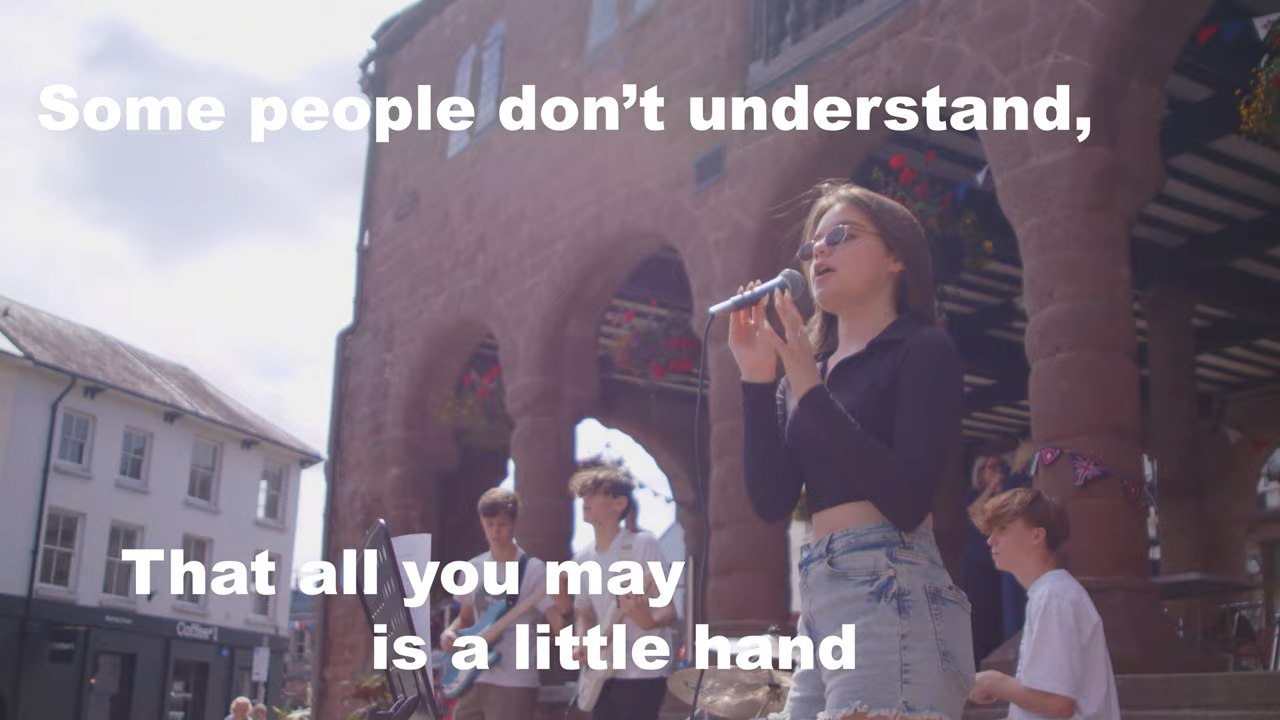 Some people don’t understand,
That all you may
is a little hand